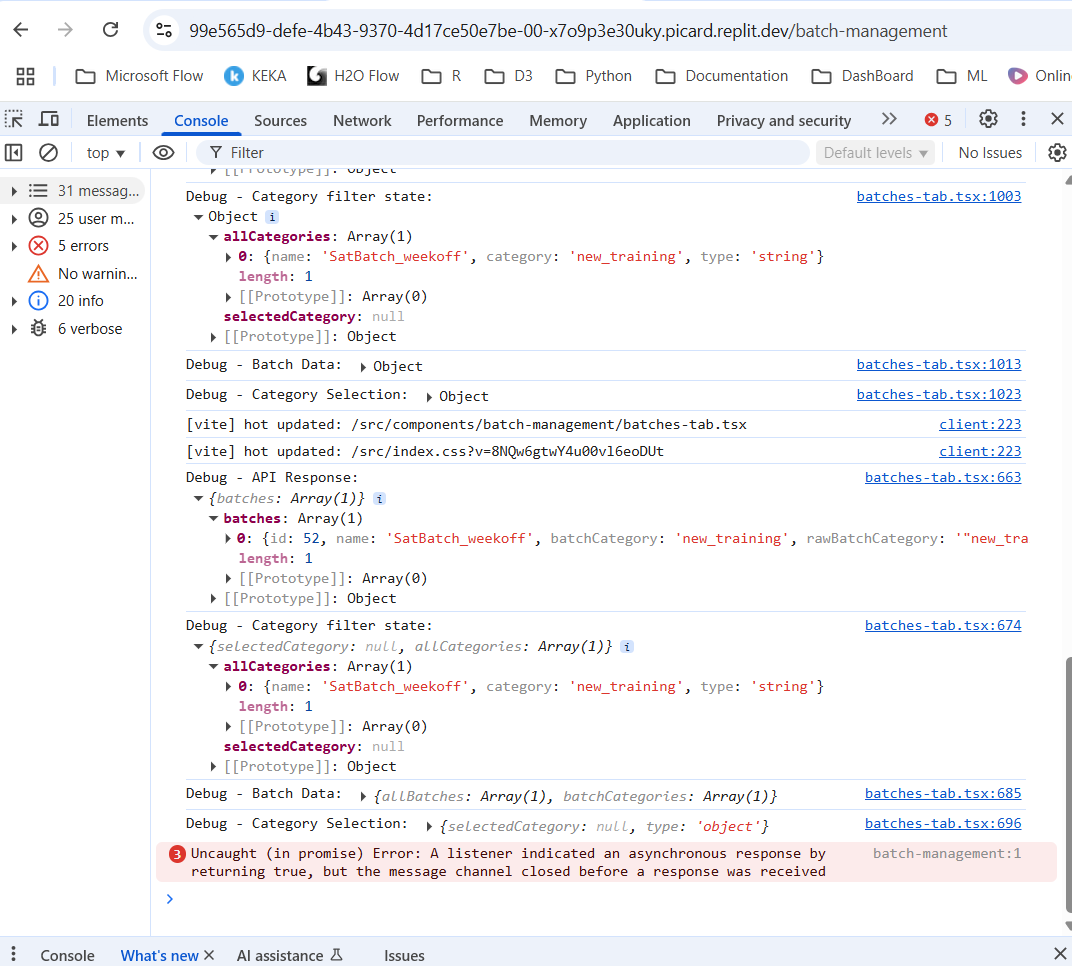 99e565d9-defe-4b43-9370-4d17ce50e7be-00-x7o9p3e30uky.picard.replit.dev/batch-management
Microsoft Flow KEKA H2O Flow R D3 Python Documentation DashBoard ML Onlin
Elements Console Sources Network Performance Memory Application Privacy and security 5
top Filter Default levels No Issues
31 messag...
25 user m...
5 errors
No warnin...
20 info
6 verbose
[[Prototype]]: Object
Debug - Category filter state: batches-tab.tsx:1003
Object i
allCategories: Array(1)
0: {name: 'SatBatch_weekoff', category: 'new_training', type: 'string'}
length: 1
[[Prototype]]: Array(0)
selectedCategory: null
[[Prototype]]: Object
Debug - Batch Data: Object batches-tab.tsx:1013
Debug - Category Selection: Object batches-tab.tsx:1023
[vite] hot updated: /src/components/batch-management/batches-tab.tsx client:223
[vite] hot updated: /src/index.css?v=8NQw6gtwY4u00vl6eoDUt client:223
Debug - API Response: batches-tab.tsx:663
{batches: Array(1)} i
batches: Array(1)
0: {id: 52, name: 'SatBatch_weekoff', batchCategory: 'new_training', rawBatchCategory: '"new_tra
length: 1
[[Prototype]]: Array(0)
[[Prototype]]: Object
Debug - Category filter state: batches-tab.tsx:674
{selectedCategory: null, allCategories: Array(1)} i
allCategories: Array(1)
0: {name: 'SatBatch_weekoff', category: 'new_training', type: 'string'}
length: 1
[[Prototype]]: Array(0)
selectedCategory: null
[[Prototype]]: Object
Debug - Batch Data: {allBatches: Array(1), batchCategories: Array(1)} batches-tab.tsx:685
Debug - Category Selection: {selectedCategory: null, type: 'object'} batches-tab.tsx:696
3 Uncaught (in promise) Error: A listener indicated an asynchronous response by batch-management:1
returning true, but the message channel closed before a response was received
Console What's new AI assistance Issues